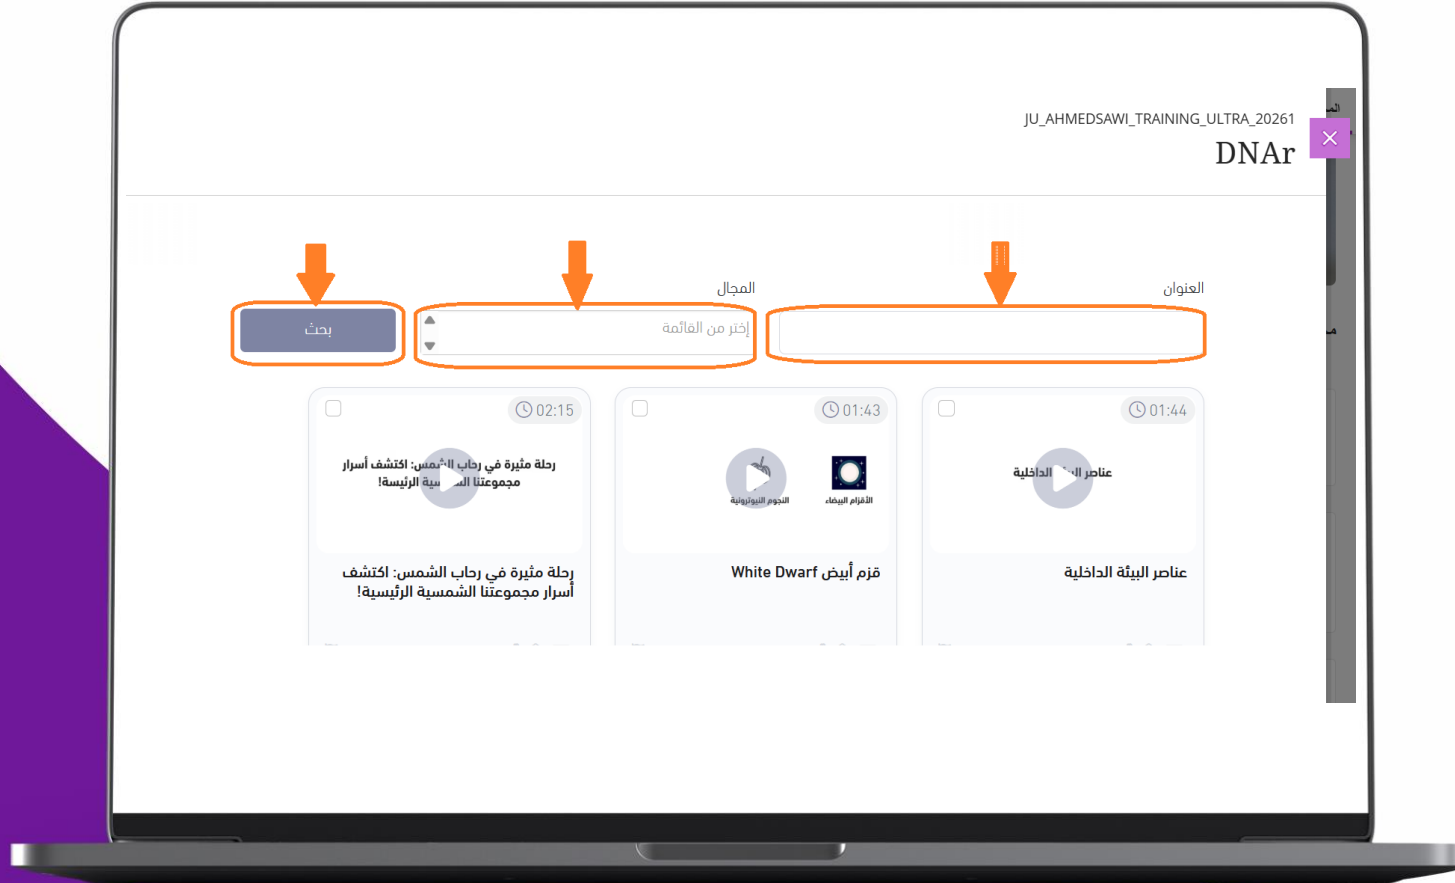 JU_AHMEDSAWI_TRAINING_ULTRA_20261
DNAr
العنوان
المجال
إختر من القائمة
بحث
01:44
عناصر الداخلية
عناصر البيئة الداخلية
01:43
الأقزام البيضاء
النجوم النيوترونية
قزم أبيض White Dwarf
02:15
رحلة مثيرة في رحاب الشمس: اكتشف أسرار
مجموعتنا الشمسية الرئيسة!
رحلة مثيرة في رحاب الشمس: اكتشف
أسرار مجموعتنا الشمسية الرئيسية!